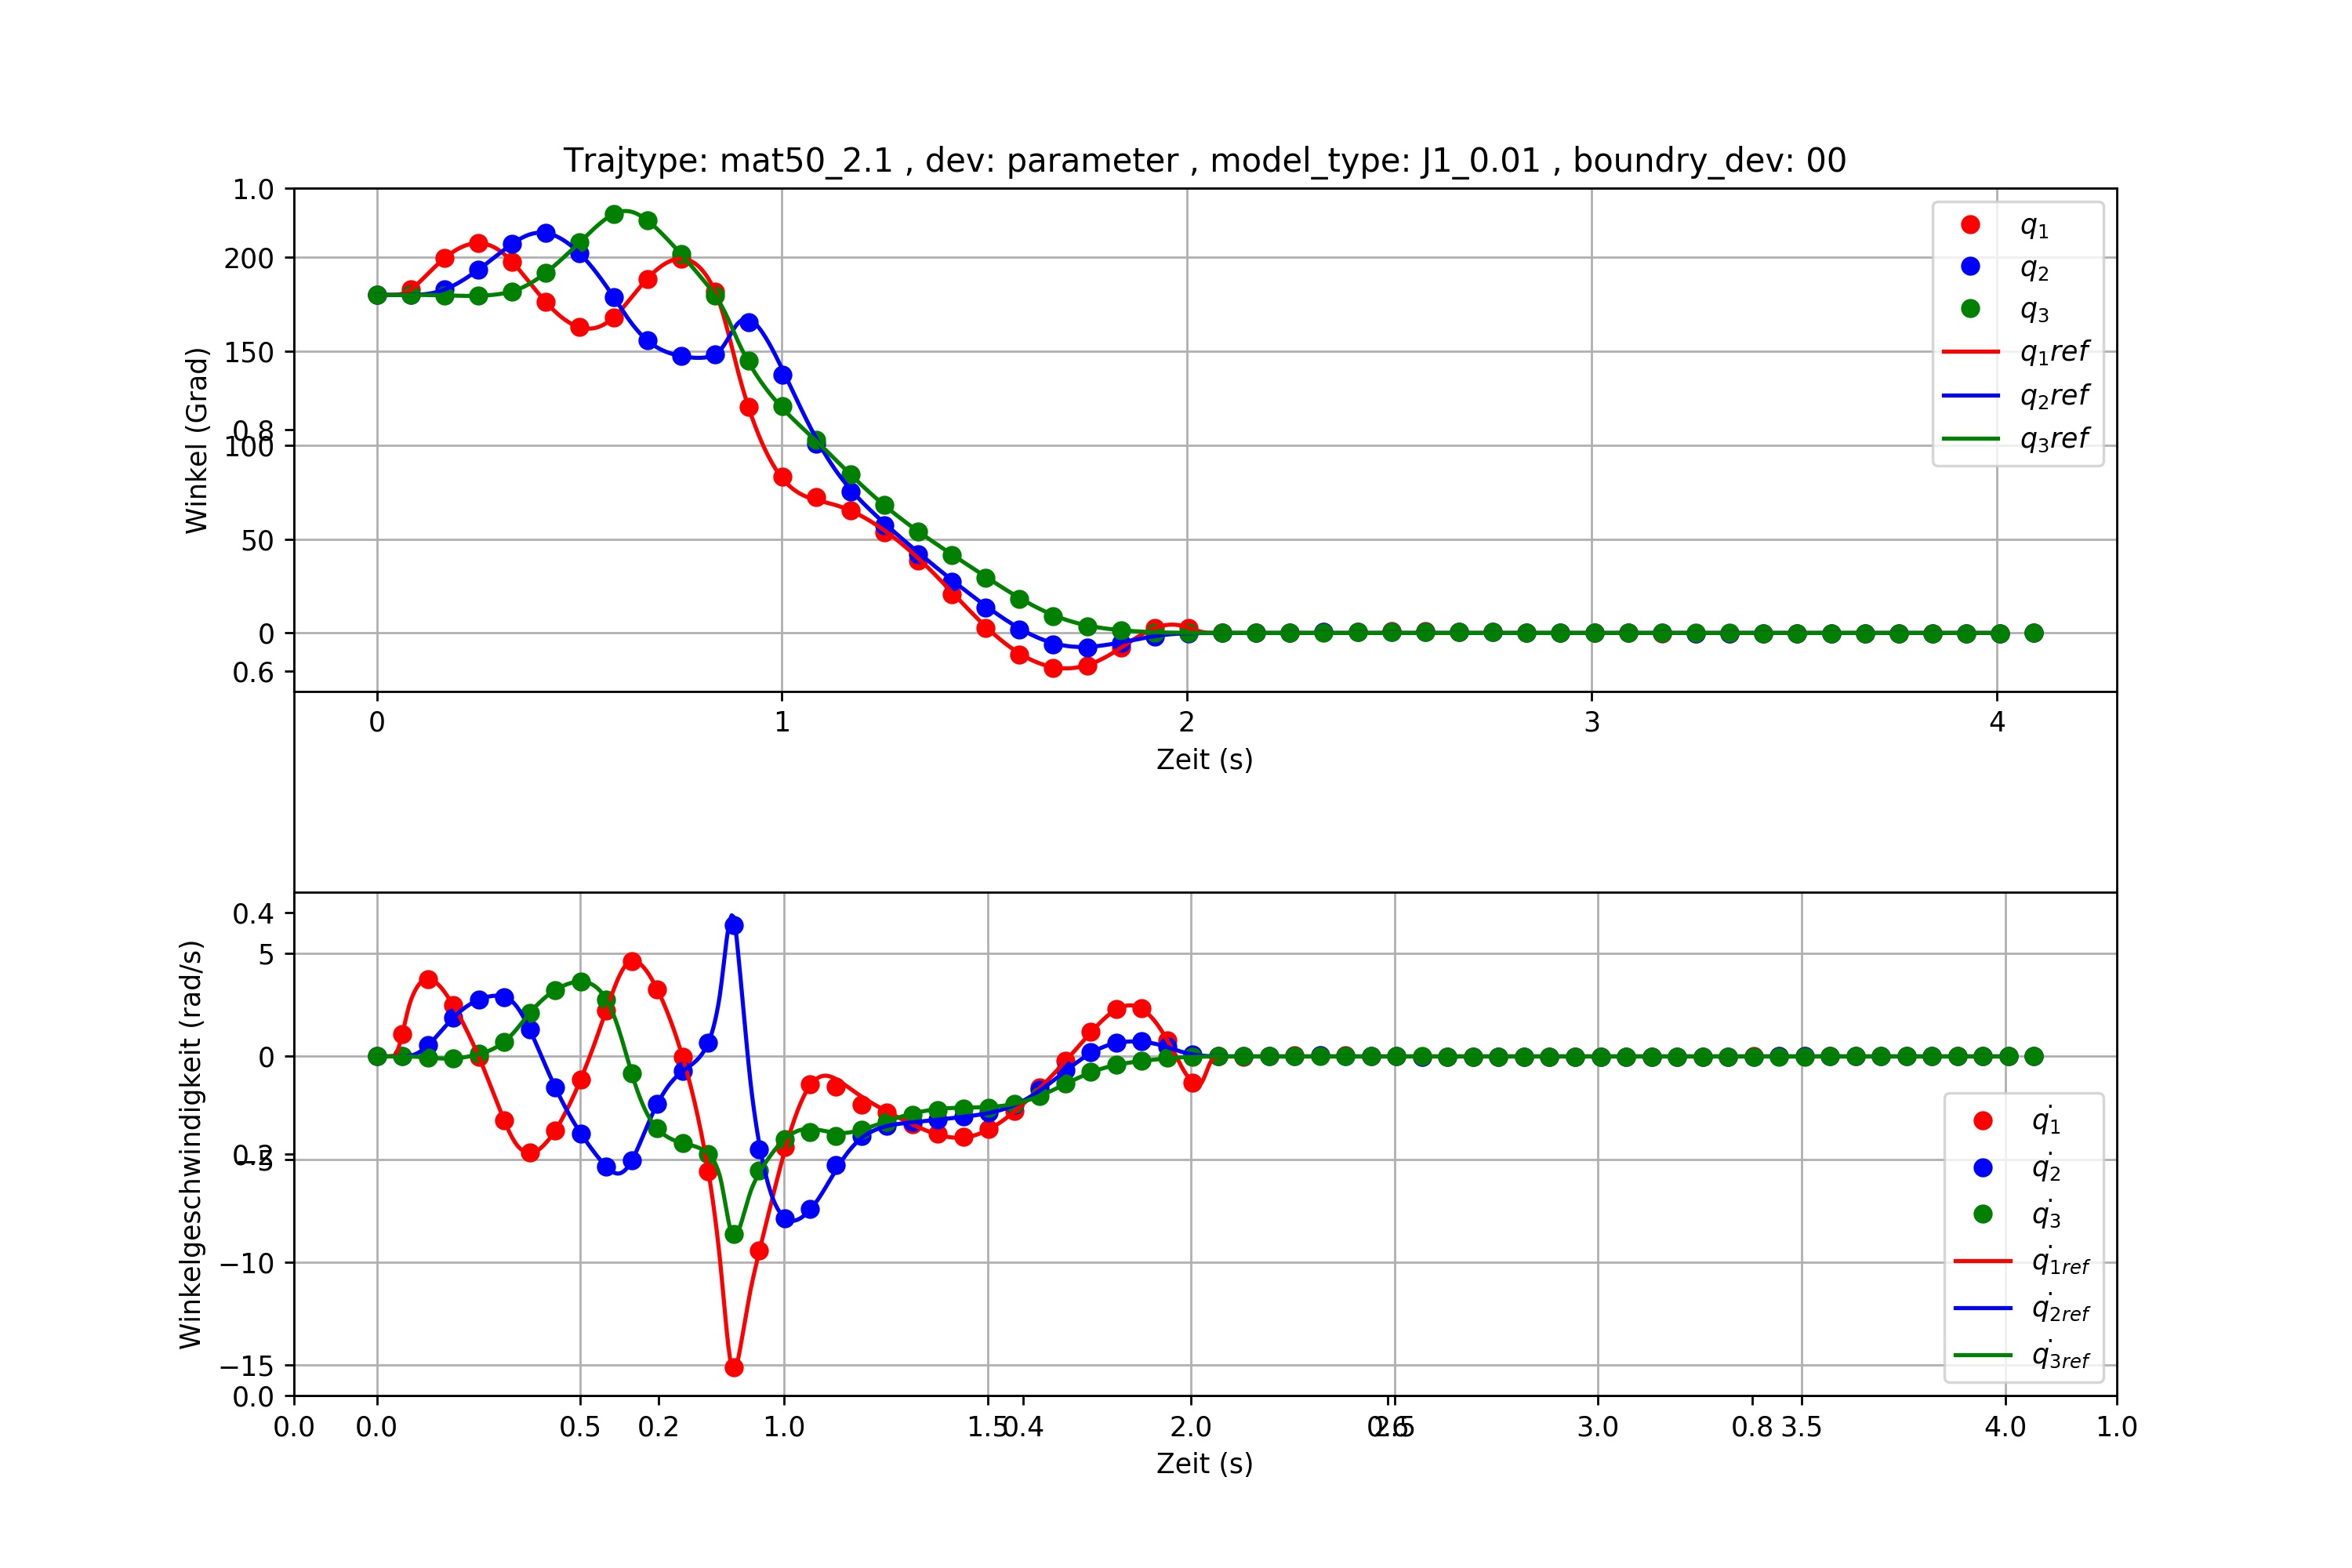 Trajtype: mat50_2.1 , dev: parameter , model_type: J1_0.01 , boundry_dev: 00
1.0
200
150
0.8
100
50
0
0.6
Winkel (Grad)
q1
q2
q3
q1ref
q2ref
q3ref
0 1 2 3 4
Zeit (s)
0.4
5
0
0.2
−5
−10
−15
0.0
Winkelgeschwindigkeit (rad/s)
q̇1
q̇2
q̇3
q̇1ref
q̇2ref
q̇3ref
0.0 0.0 0.5 0.2 1.0 1.5 0.4 2.0 0.6 2.5 3.0 0.8 3.5 4.0 1.0
Zeit (s)